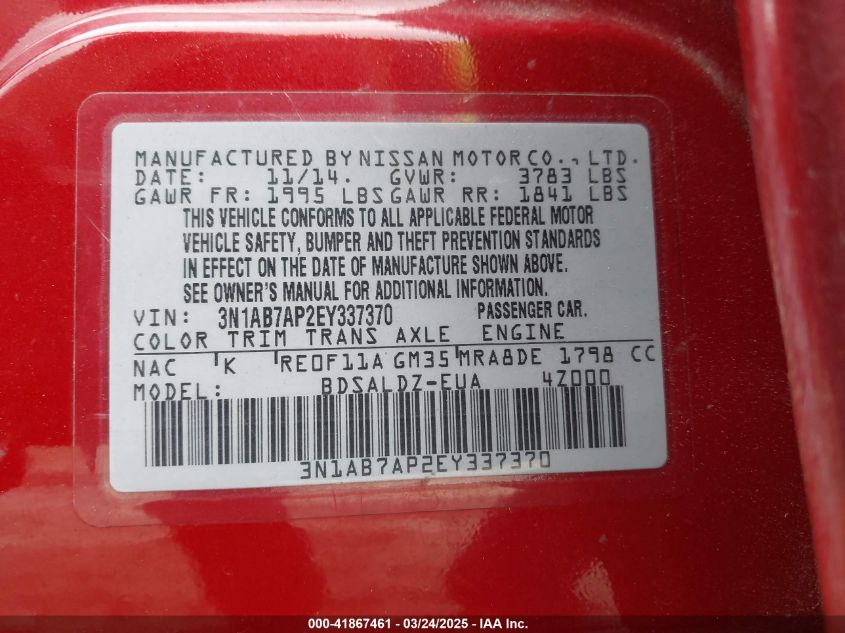 MANUFACTURED BY NISSAN MOTOR CO., LTD.
DATE: 11/14. GVWR: 3783 LBS
GAWR FR: 1995 LBS GAWR RR: 1841 LBS
THIS VEHICLE CONFORMS TO ALL APPLICABLE FEDERAL MOTOR
VEHICLE SAFETY, BUMPER AND THEFT PREVENTION STANDARDS
IN EFFECT ON THE DATE OF MANUFACTURE SHOWN ABOVE.
SEE OWNER'S MANUAL FOR ADDITIONAL INFORMATION.
VIN: 3N1AB7AP2EY337370 PASSENGER CAR.
COLOR TRIM TRANS AXLE ENGINE
NAC K RE0F11A GM35 MRA8DE 1798 CC
MODEL: BDSALDZ-EUA 4Z000
3N1AB7AP2EY337370
000-41867461 - 03/24/2025 - IAA Inc.